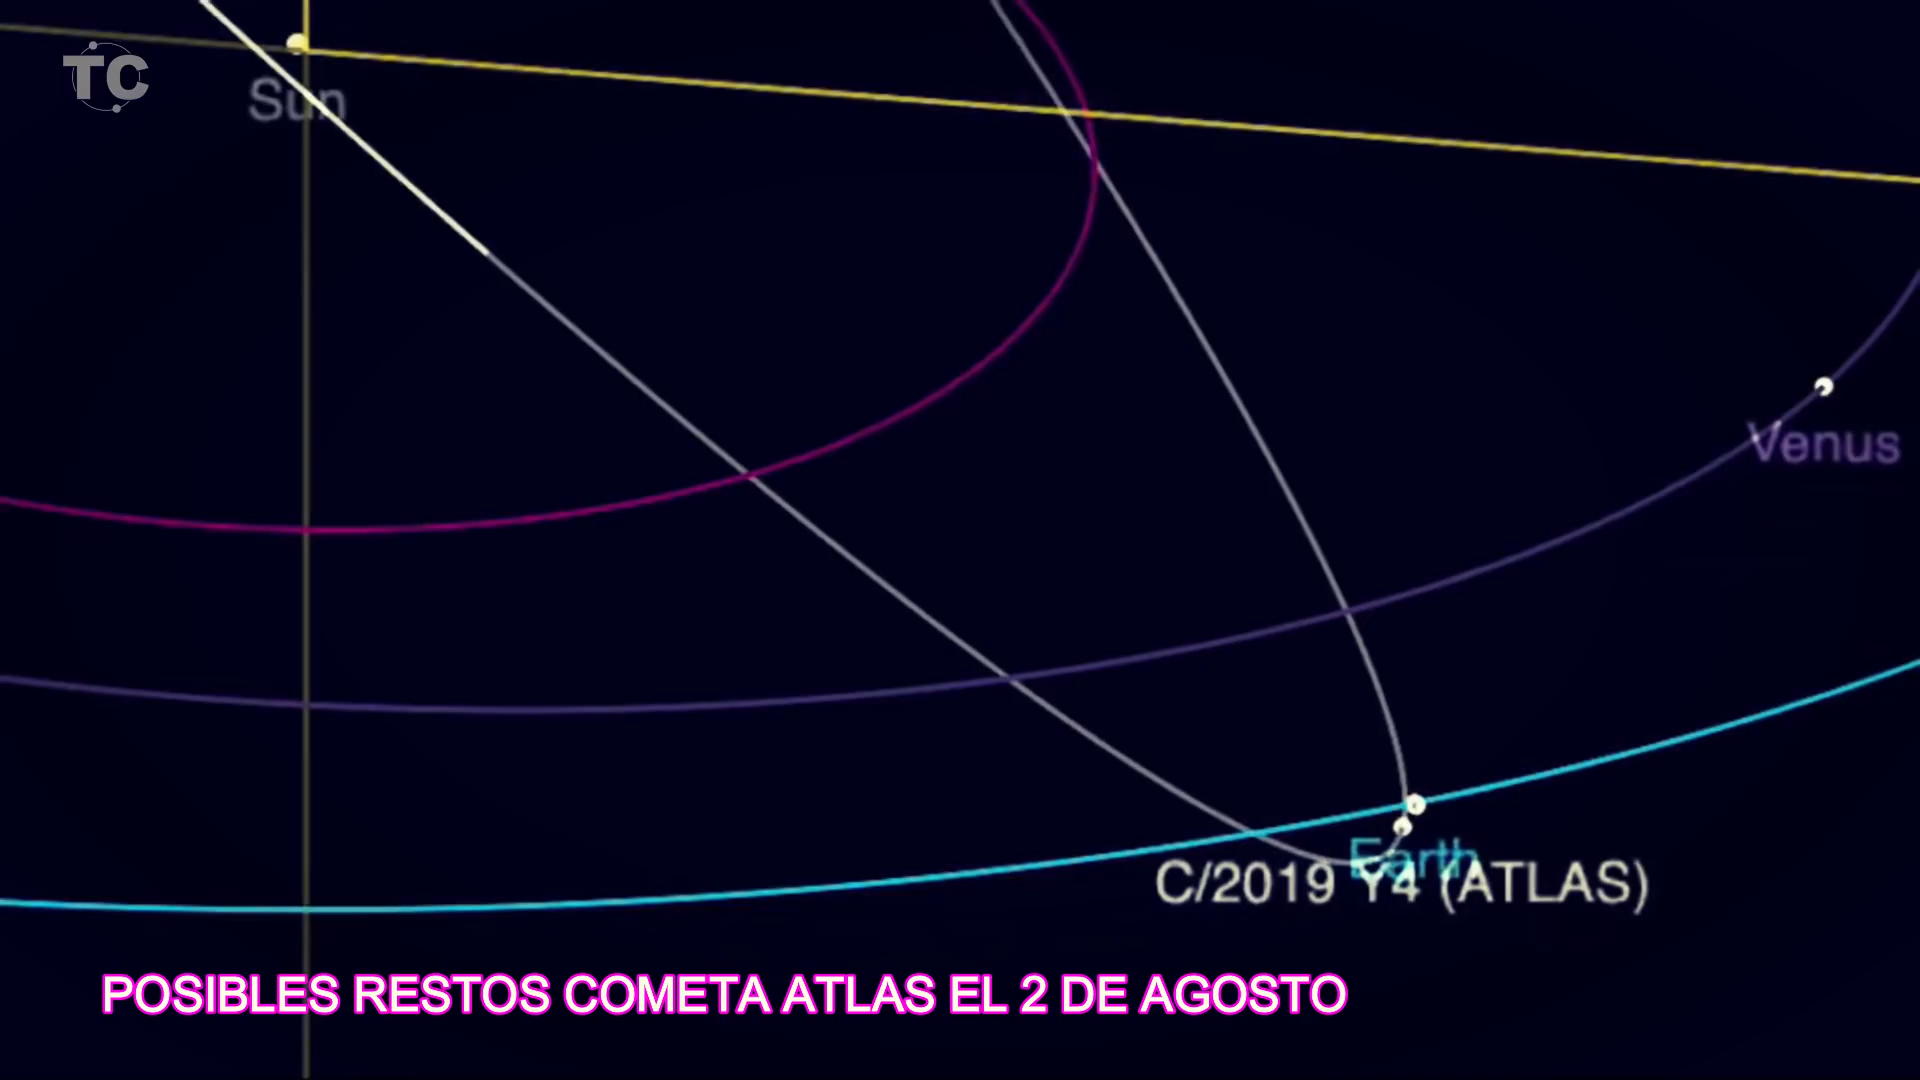 TC
Sun
Venus
Earth
C/2019 Y4 (ATLAS)
POSIBLES RESTOS COMETA ATLAS EL 2 DE AGOSTO